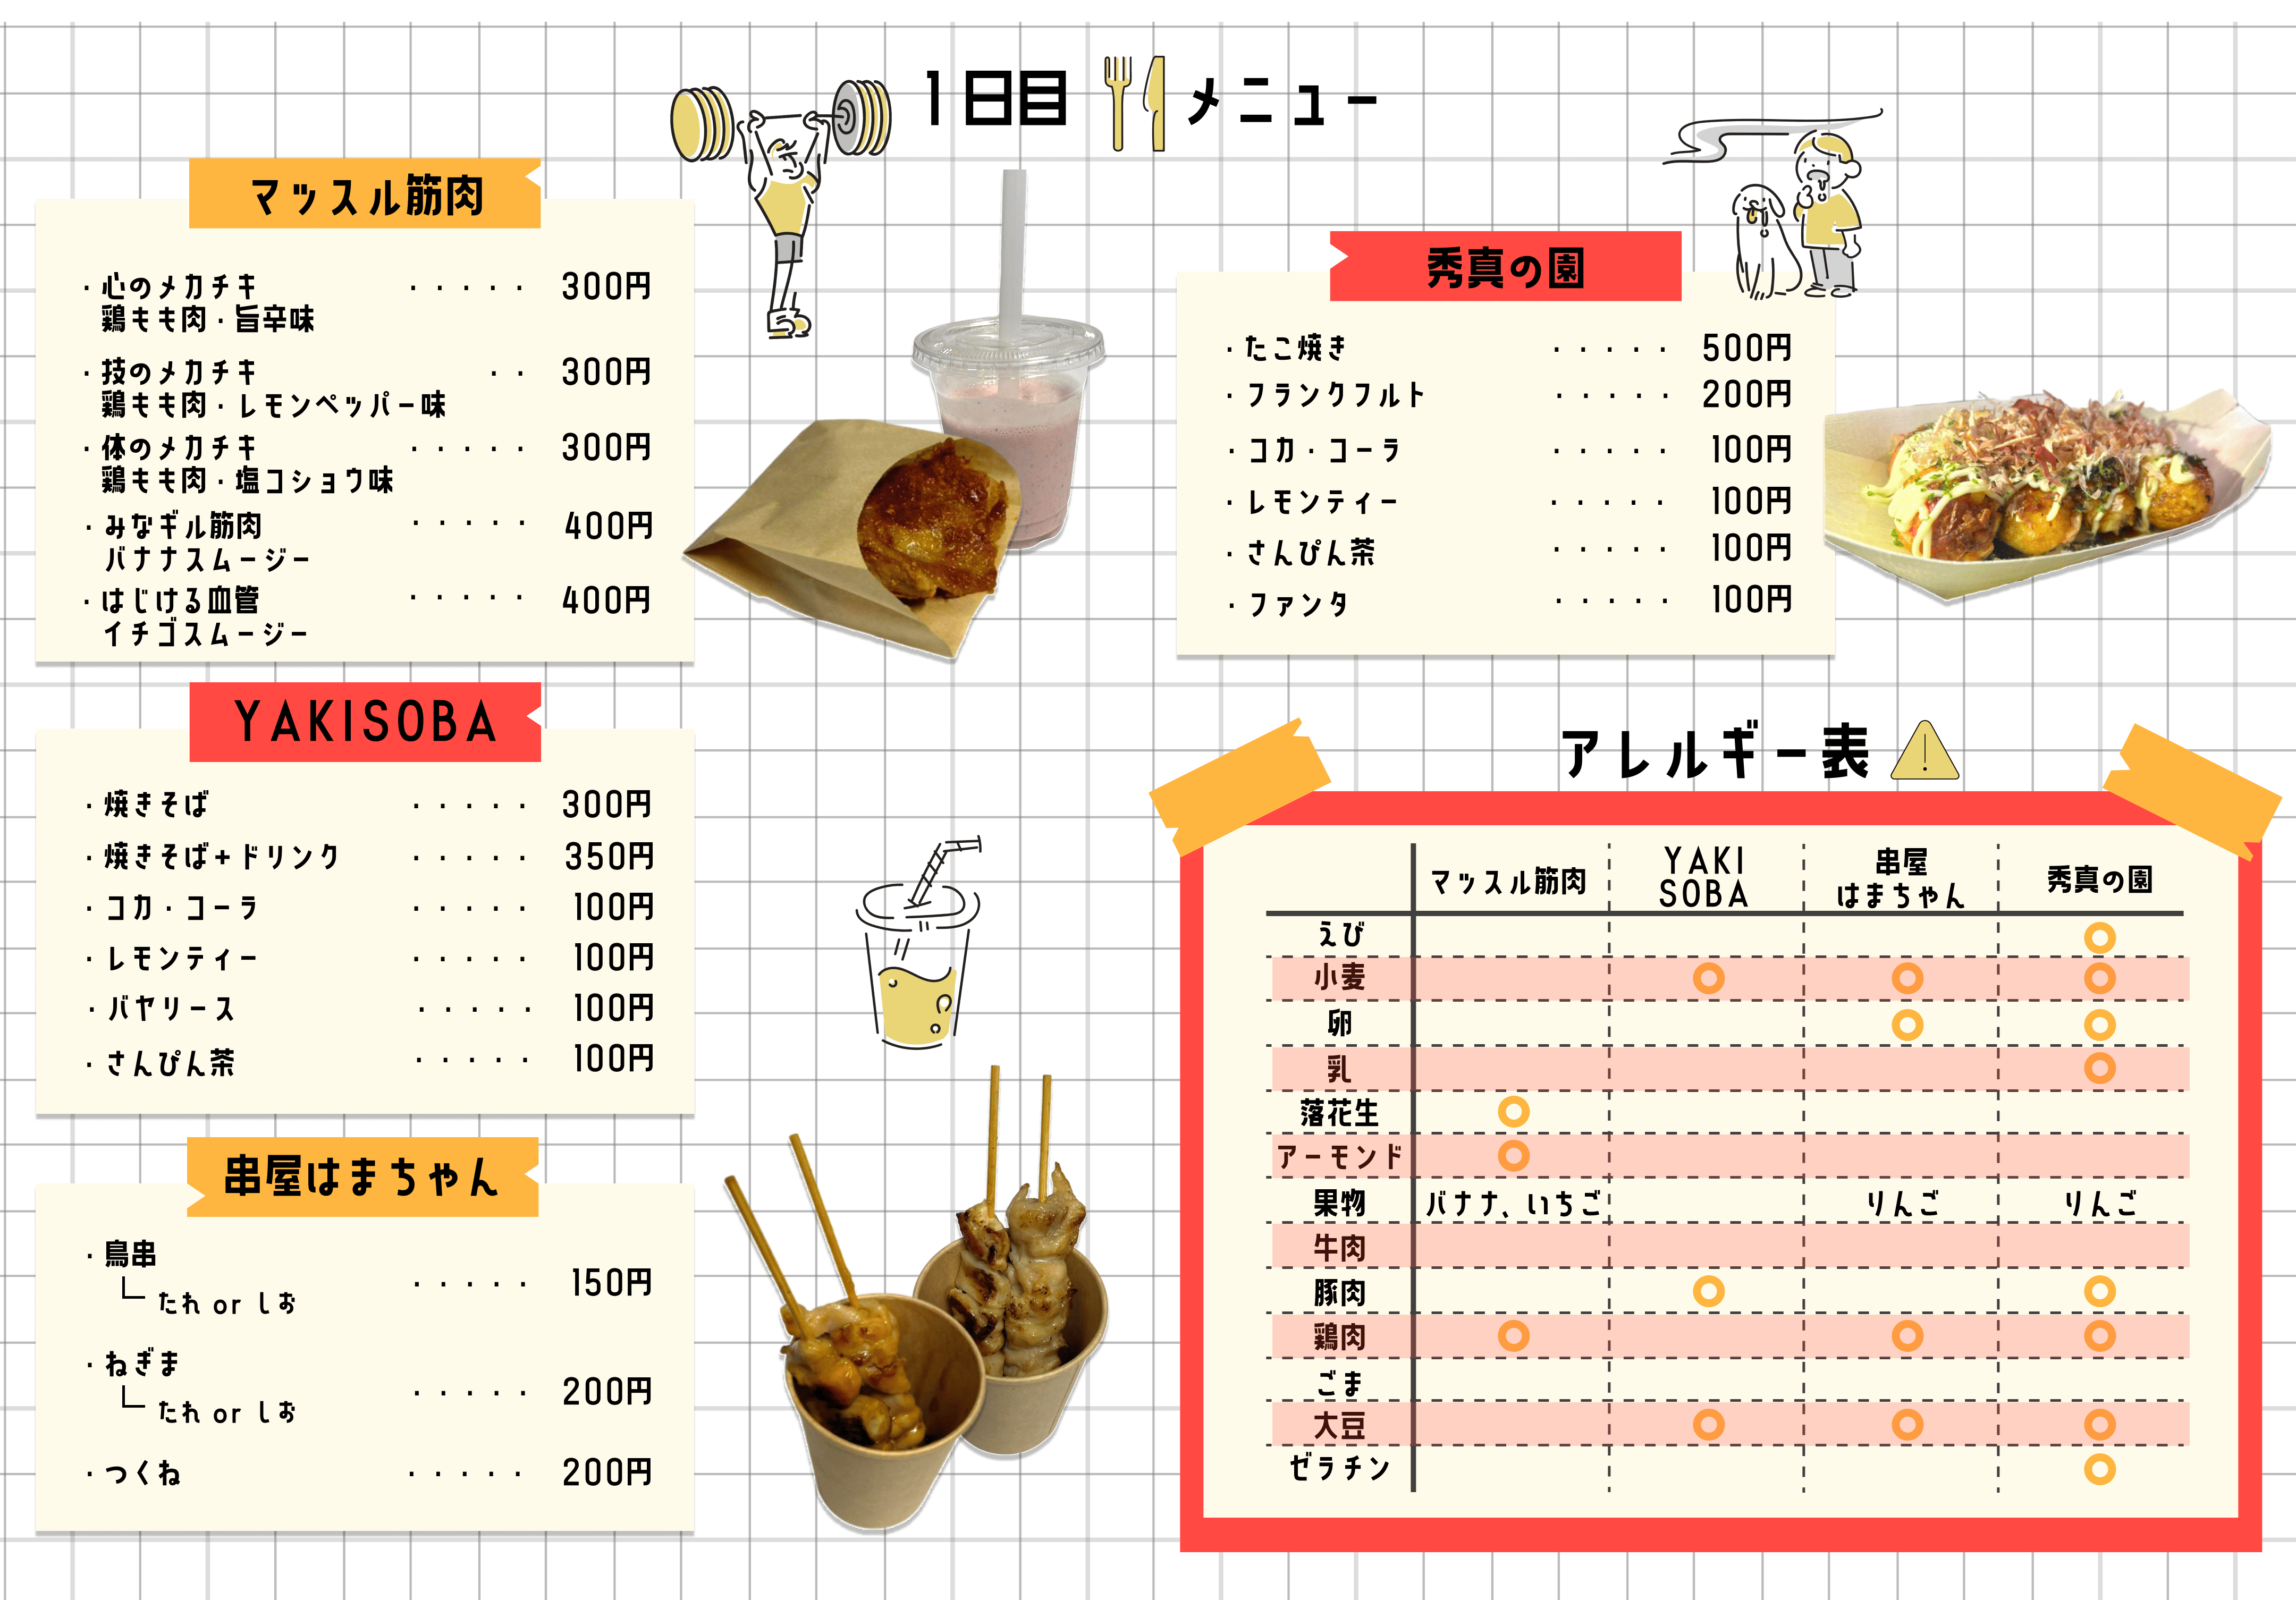 1日目 メニュー
マッスル筋肉
・心のメカチキ ・・・・・ 300円
鶏もも肉・旨辛味
・技のメカチキ ・・ 300円
鶏もも肉・レモンペッパー味
・体のメカチキ ・・・・・ 300円
鶏もも肉・塩コショウ味
・みなギル筋肉 ・・・・・ 400円
バナナスムージー
・はじける血管 ・・・・・ 400円
イチゴスムージー
YAKISOBA
・焼きそば ・・・・・ 300円
・焼きそば+ドリンク ・・・・・ 350円
・コカ・コーラ ・・・・・ 100円
・レモンティー ・・・・・ 100円
・バヤリース ・・・・・ 100円
・さんぴん茶 ・・・・・ 100円
串屋はまちゃん
・鳥串 ・・・・・ 150円
たれ or しお
・ねぎま ・・・・・ 200円
たれ or しお
・つくね ・・・・・ 200円
秀真の園
・たこ焼き ・・・・・ 500円
・フランクフルト ・・・・・ 200円
・コカ・コーラ ・・・・・ 100円
・レモンティー ・・・・・ 100円
・さんぴん茶 ・・・・・ 100円
・ファンタ ・・・・・ 100円
アレルギー表
マッスル筋肉
YAKI
SOBA
串屋
はまちゃん
秀真の園
えび ○
小麦 ○ ○ ○
卵 ○ ○
乳 ○
落花生 ○
アーモンド ○
果物 バナナ、いちご りんご りんご
牛肉
豚肉 ○ ○
鶏肉 ○ ○ ○
ごま
大豆 ○ ○ ○
ゼラチン ○